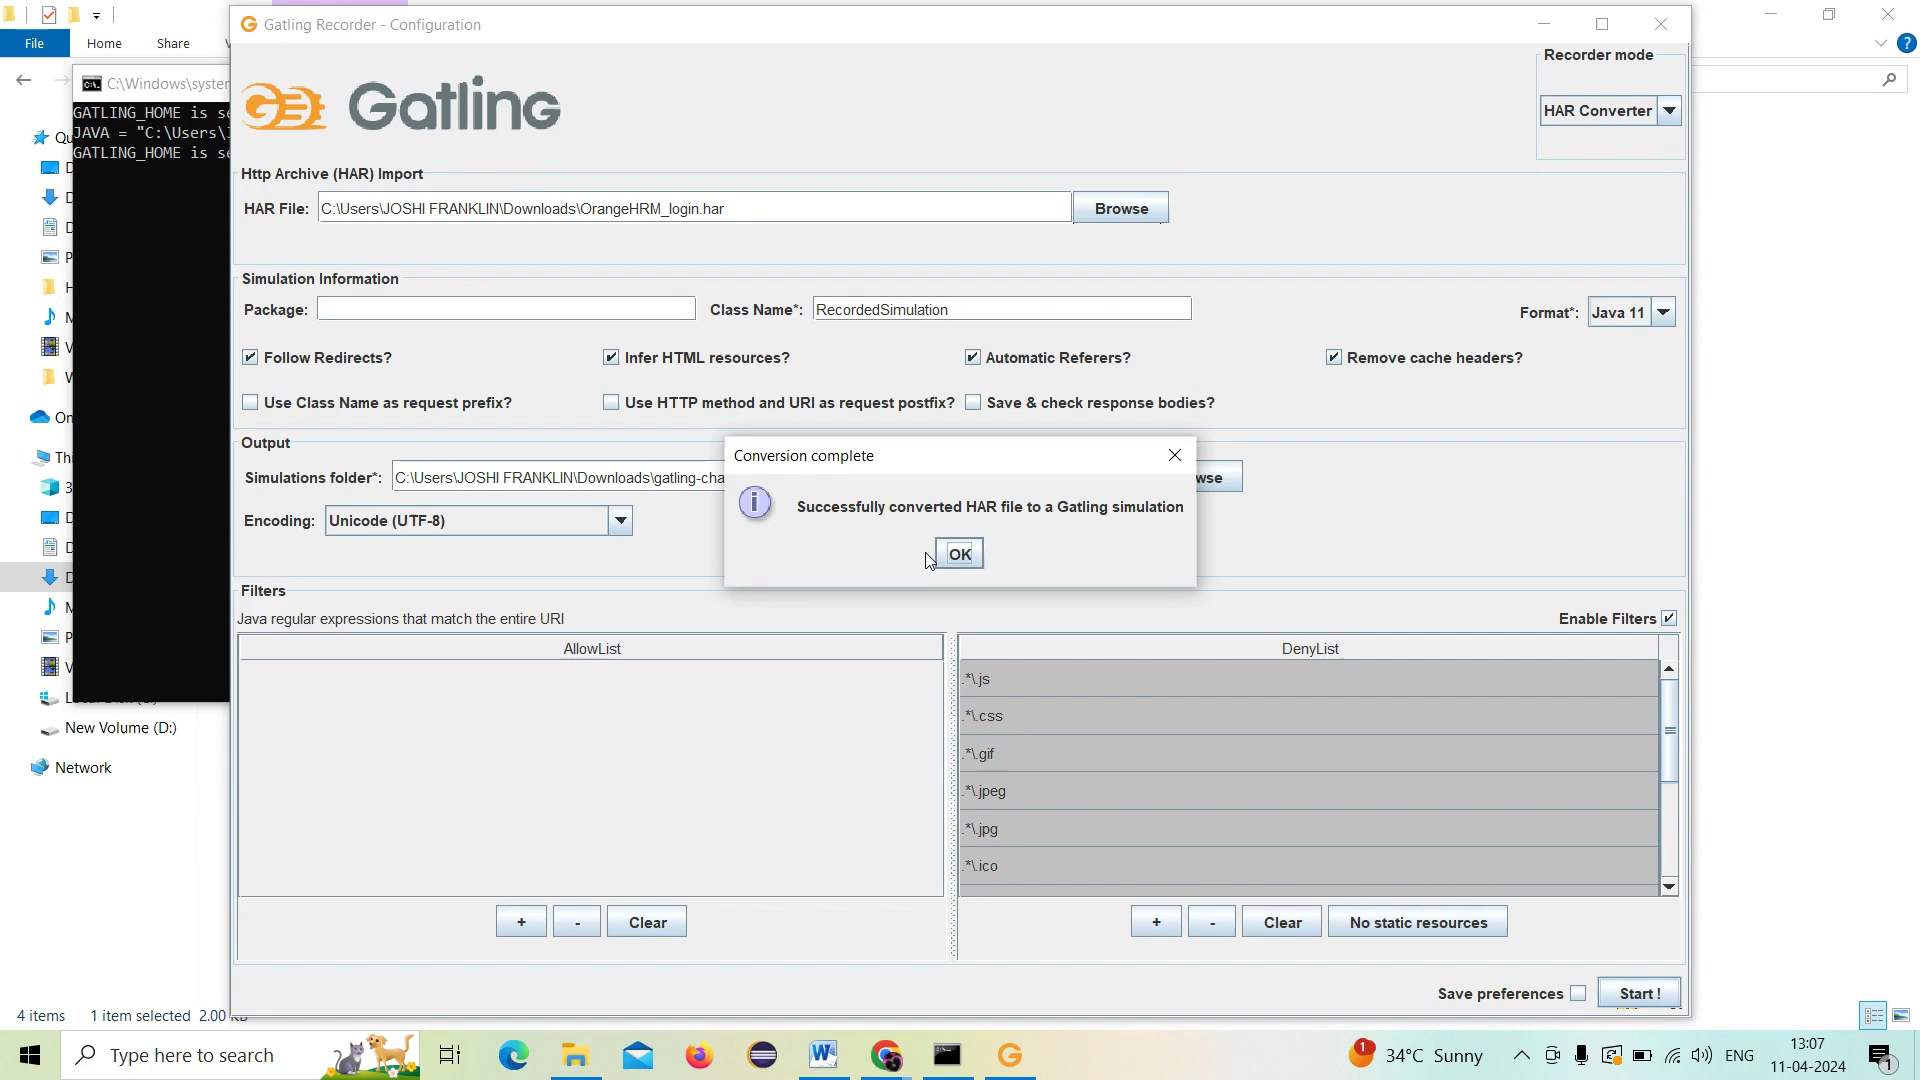 File
Home
Share
Gatling Recorder - Configuration
C:\Windows\system
GATLING_HOME is se
JAVA = "C:\Users\J
GATLING_HOME is se
Gatling
Recorder mode
HAR Converter
Http Archive (HAR) Import
HAR File: C:\Users\JOSHI FRANKLIN\Downloads\OrangeHRM_login.har Browse
Simulation Information
Package: Class Name*: RecordedSimulation Format*: Java 11
Follow Redirects? Infer HTML resources? Automatic Referers? Remove cache headers?
Use Class Name as request prefix? Use HTTP method and URI as request postfix? Save & check response bodies?
Output
Simulations folder*: C:\Users\JOSHI FRANKLIN\Downloads\gatling-cha wse
Encoding: Unicode (UTF-8)
Conversion complete
Successfully converted HAR file to a Gatling simulation
OK
Filters
Java regular expressions that match the entire URI Enable Filters
AllowList DenyList
.*\.js
.*\.css
.*\.gif
.*\.jpeg
.*\.jpg
.*\.ico
+ - Clear + - Clear No static resources
Save preferences Start !
New Volume (D:)
Network
4 items 1 item selected 2.00
Type here to search
1
34°C Sunny
ENG
13:07
11-04-2024
1